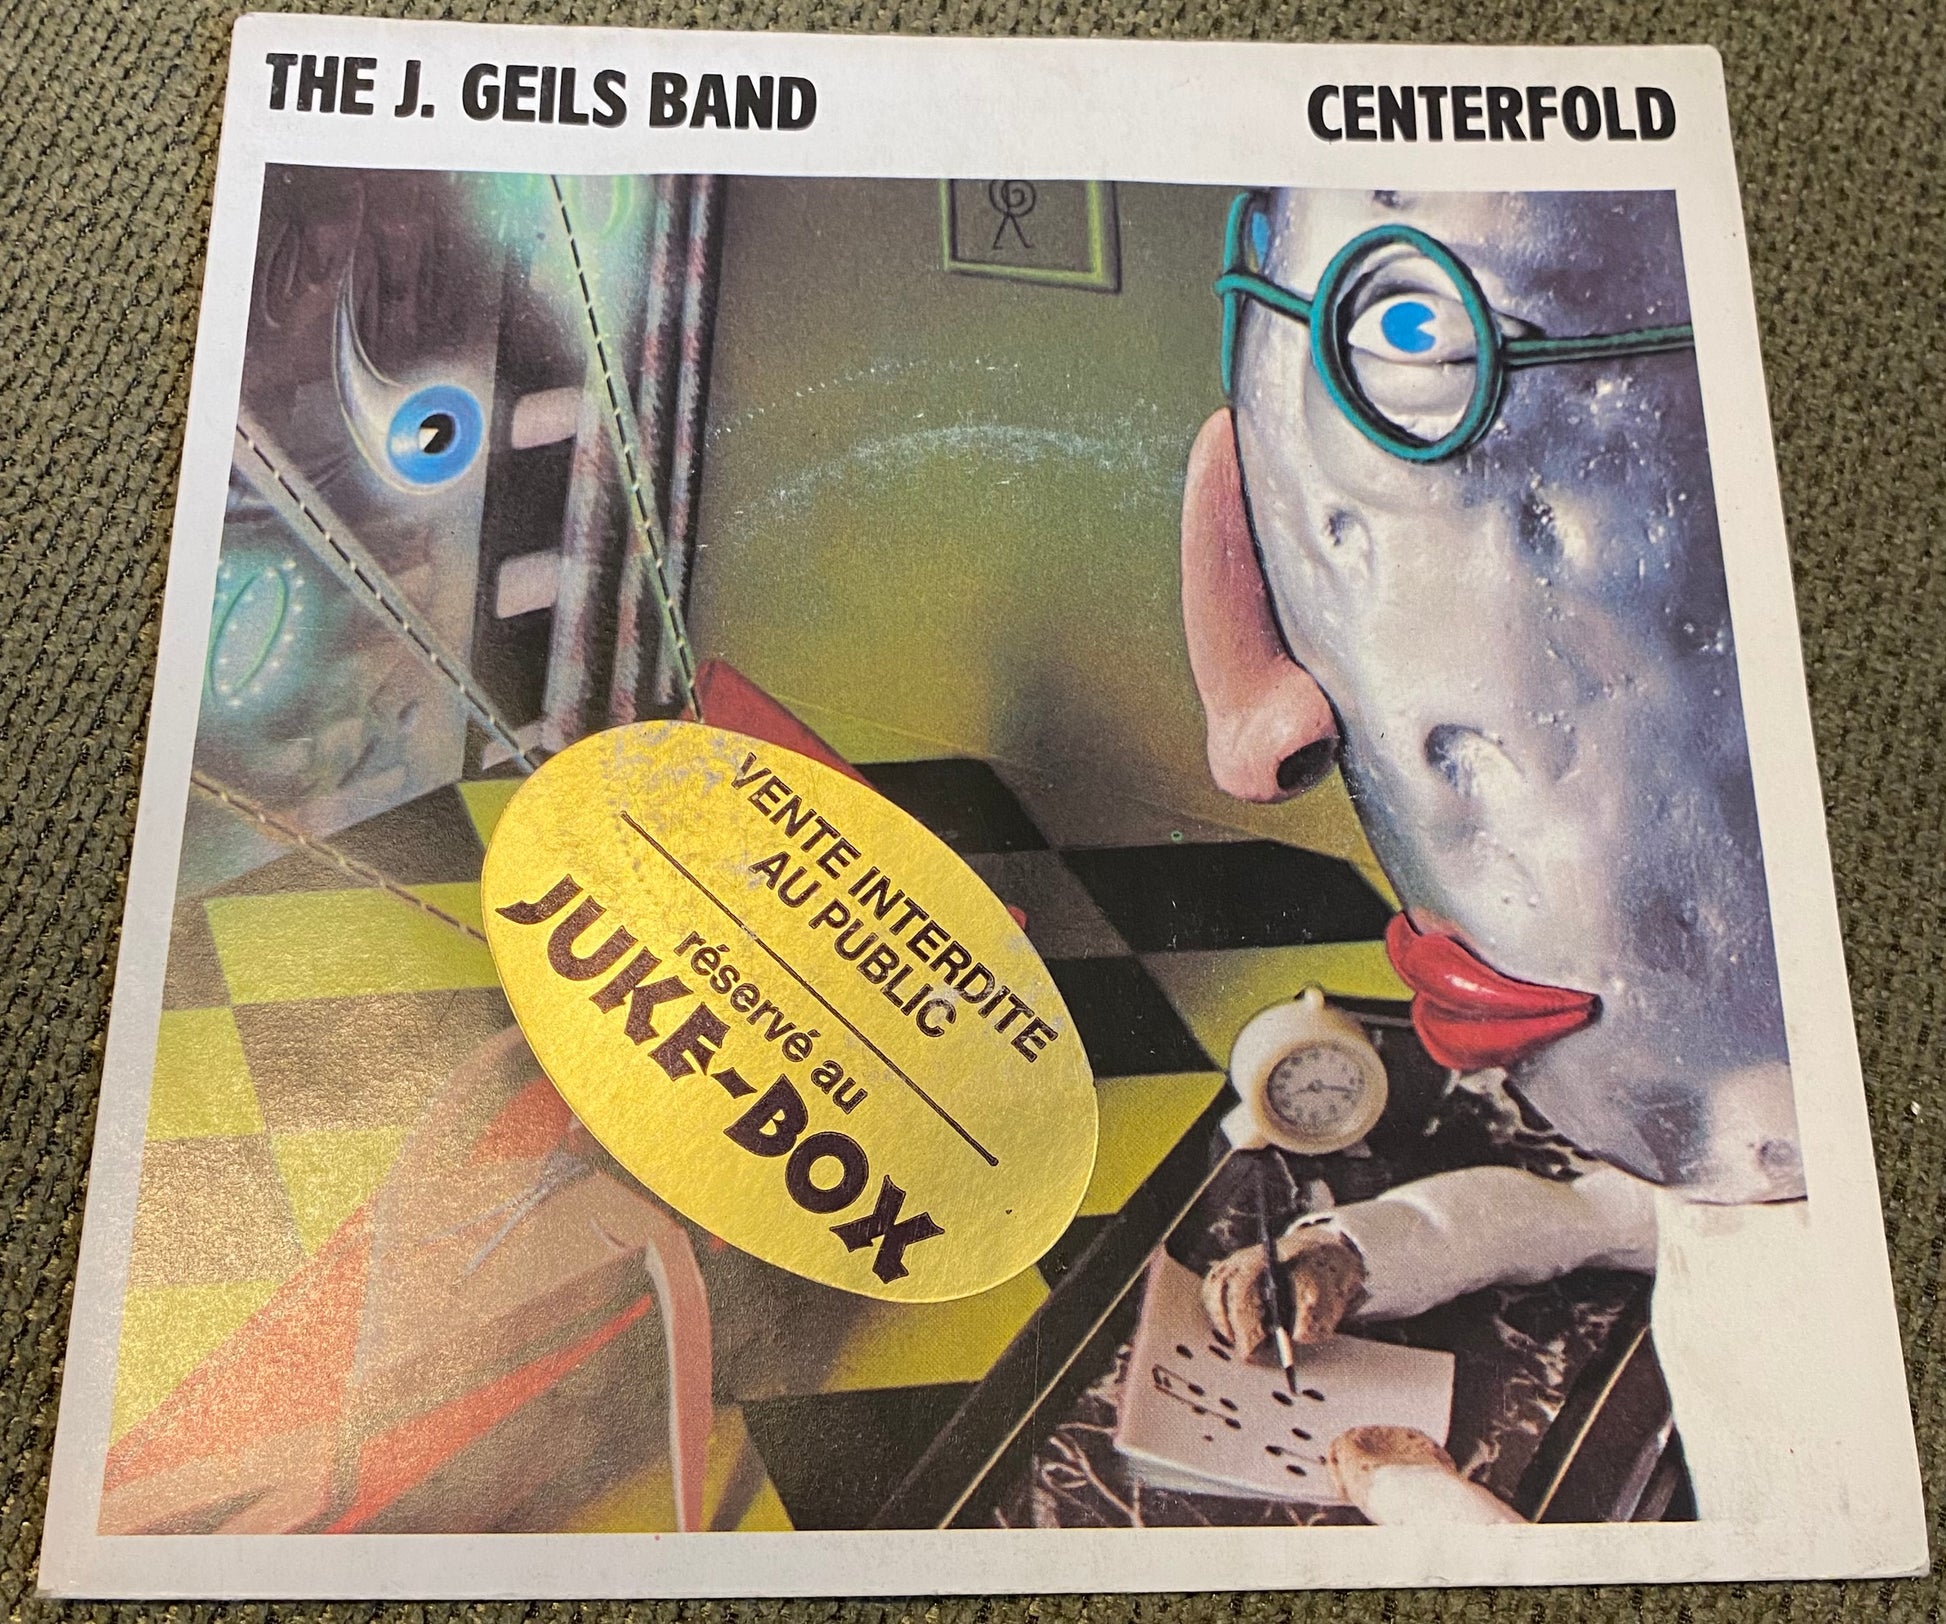 THE J. GEILS BAND
CENTERFOLD
VENTE INTERDITE
AU PUBLIC
réservé au
JUKE-BOX